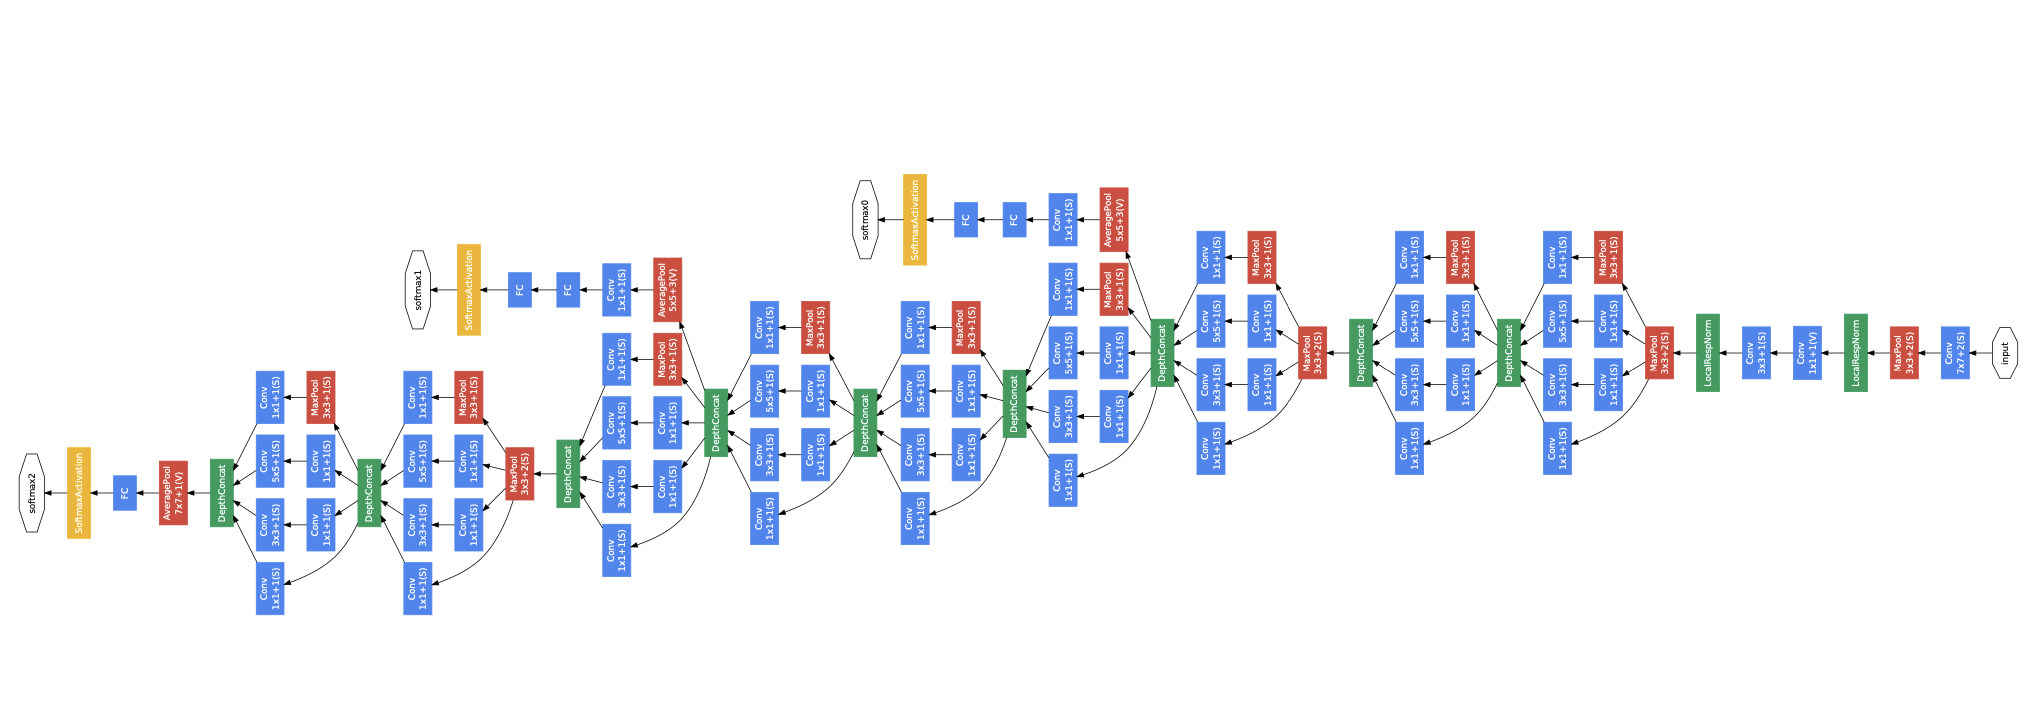 softmax2
SoftmaxActivation
FC
AveragePool
7x7+1(V)
DepthConcat
Conv
1x1+1(S)
Conv
3x3+1(S)
Conv
5x5+1(S)
Conv
1x1+1(S)
Conv
1x1+1(S)
Conv
1x1+1(S)
MaxPool
3x3+1(S)
DepthConcat
Conv
1x1+1(S)
Conv
3x3+1(S)
Conv
5x5+1(S)
Conv
1x1+1(S)
softmax1
Conv
1x1+1(S)
Conv
1x1+1(S)
MaxPool
3x3+1(S)
SoftmaxActivation
MaxPool
3x3+2(S)
FC
DepthConcat
FC
Conv
1x1+1(S)
Conv
3x3+1(S)
Conv
5x5+1(S)
Conv
1x1+1(S)
Conv
1x1+1(S)
Conv
1x1+1(S)
Conv
1x1+1(S)
MaxPool
3x3+1(S)
AveragePool
5x5+3(V)
DepthConcat
Conv
1x1+1(S)
Conv
3x3+1(S)
Conv
5x5+1(S)
Conv
1x1+1(S)
Conv
1x1+1(S)
Conv
1x1+1(S)
MaxPool
3x3+1(S)
DepthConcat
softmax0
Conv
1x1+1(S)
Conv
3x3+1(S)
Conv
5x5+1(S)
Conv
1x1+1(S)
SoftmaxActivation
Conv
1x1+1(S)
Conv
1x1+1(S)
MaxPool
3x3+1(S)
FC
DepthConcat
FC
Conv
1x1+1(S)
Conv
3x3+1(S)
Conv
5x5+1(S)
Conv
1x1+1(S)
Conv
1x1+1(S)
Conv
1x1+1(S)
Conv
1x1+1(S)
MaxPool
3x3+1(S)
AveragePool
5x5+3(V)
DepthConcat
Conv
1x1+1(S)
Conv
3x3+1(S)
Conv
5x5+1(S)
Conv
1x1+1(S)
Conv
1x1+1(S)
Conv
1x1+1(S)
MaxPool
3x3+1(S)
MaxPool
3x3+2(S)
DepthConcat
Conv
1x1+1(S)
Conv
3x3+1(S)
Conv
5x5+1(S)
Conv
1x1+1(S)
Conv
1x1+1(S)
Conv
1x1+1(S)
MaxPool
3x3+1(S)
DepthConcat
Conv
1x1+1(S)
Conv
3x3+1(S)
Conv
5x5+1(S)
Conv
1x1+1(S)
Conv
1x1+1(S)
Conv
1x1+1(S)
MaxPool
3x3+1(S)
MaxPool
3x3+2(S)
LocalRespNorm
Conv
3x3+1(S)
Conv
1x1+1(V)
LocalRespNorm
MaxPool
3x3+2(S)
Conv
7x7+2(S)
input